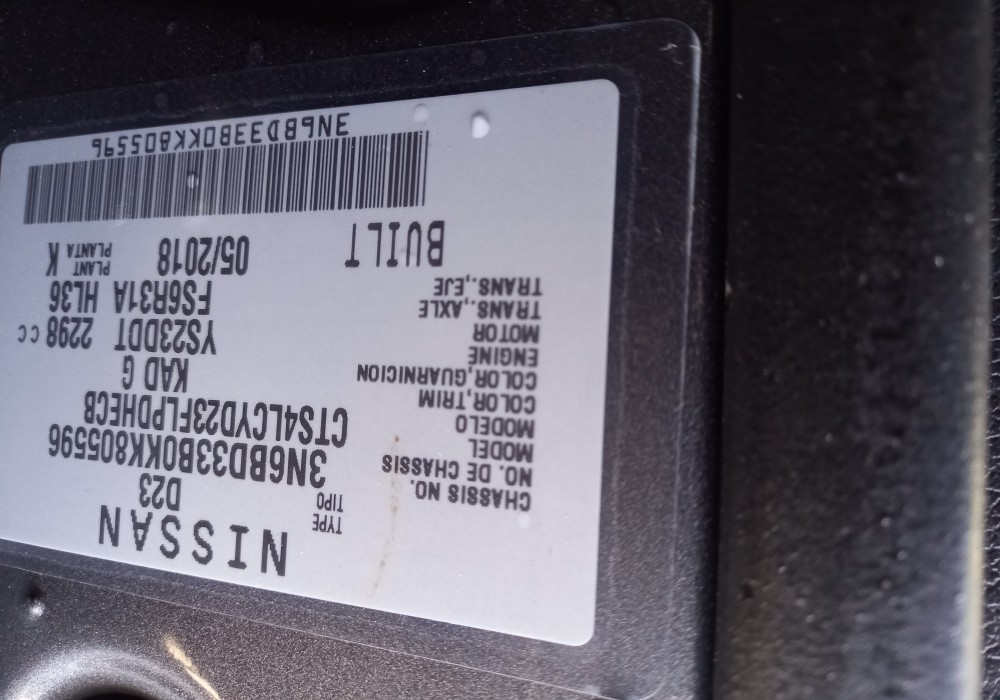 NISSAN
TYPE
TIPO D23
CHASSIS NO.
NO. DE CHASSIS 3N6BD33B0KK805596
MODEL
MODELO CTS4LCYD23FLPDHECB
COLOR,TRIM
COLOR,GUARNICION KAD G
ENGINE
MOTOR YS23DDT 2298 CC
TRANS.,AXLE
TRANS.,EJE FS6R31A HL36
BUILT 05/2018 PLANT
PLANTA K
3N6BD33B0KK805596